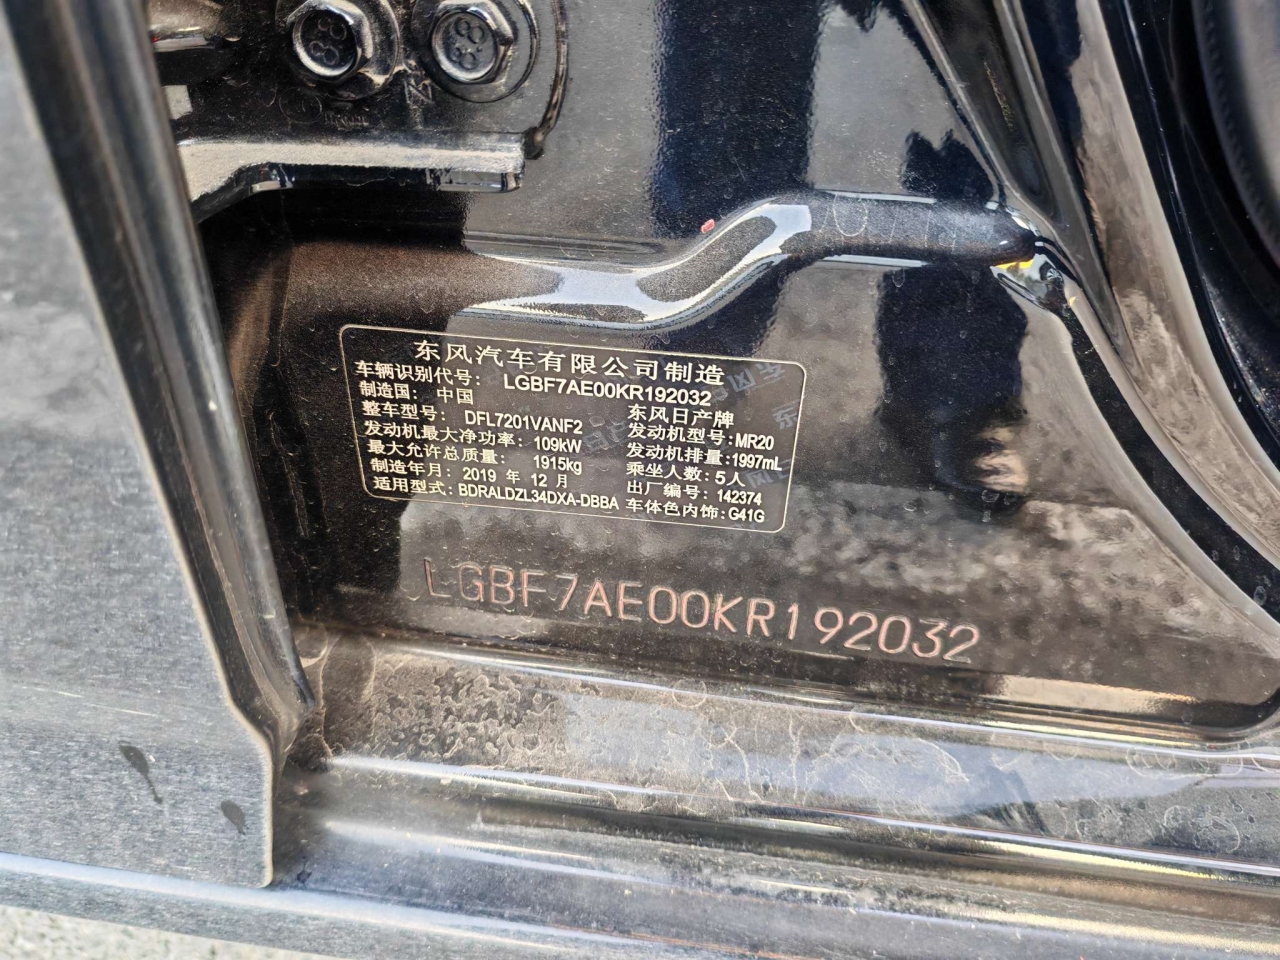 8.8
8.8
东风汽车有限公司制造
车辆识别代号: LGBF7AE00KR192032
制造国: 中国 东风日产牌
整车型号: DFL7201VANF2 发动机型号:MR20
发动机最大净功率: 109kW 发动机排量:1997mL
最大允许总质量: 1915kg 乘坐人数:5人
制造年月: 2019 年 12 月 出厂编号: 142374
适用型式: BDRALDZL34DXA-DBBA 车体色内饰:G41G
LGBF7AE00KR192032